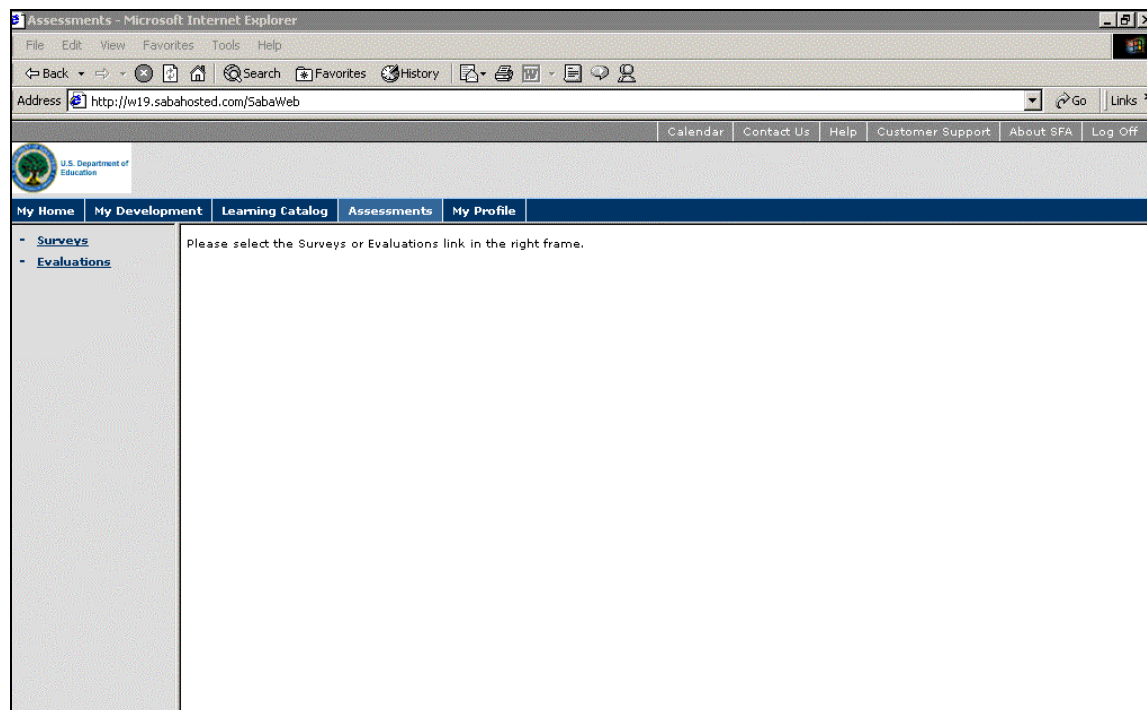 Assessments - Microsoft Internet Explorer
File Edit View Favorites Tools Help
Back Search Favorites History
Address http://w19.sabahosted.com/SabaWeb Go Links
Calendar Contact Us Help Customer Support About SFA Log Off
U.S. Department of
Education
My Home My Development Learning Catalog Assessments My Profile
- Surveys
- Evaluations
Please select the Surveys or Evaluations link in the right frame.